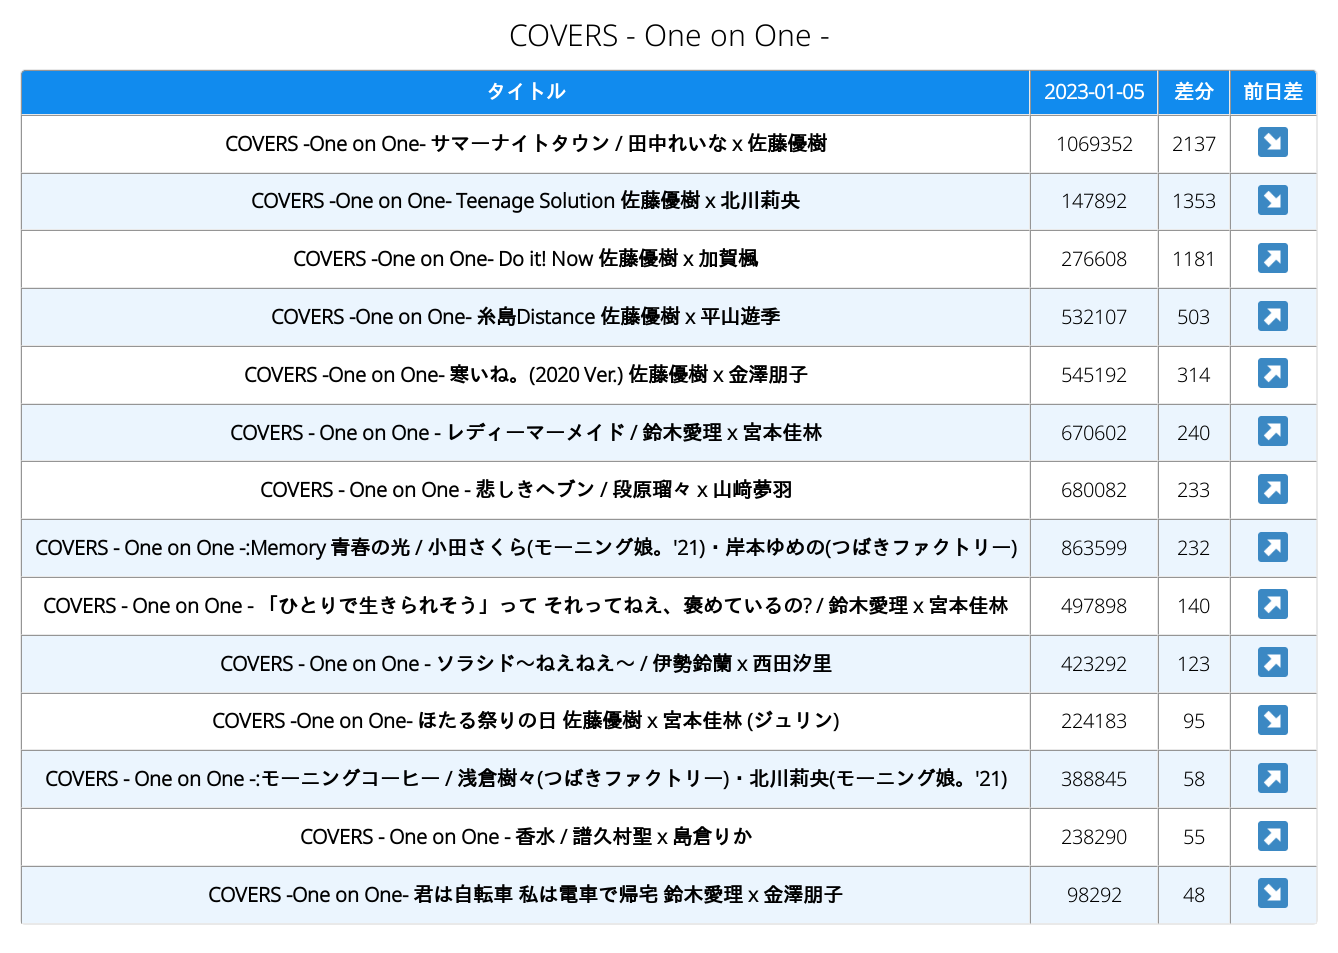 COVERS - One on One -
タイトル 2023-01-05 差分 前日差
COVERS -One on One- サマーナイトタウン / 田中れいな x 佐藤優樹 1069352 2137 ↘
COVERS -One on One- Teenage Solution 佐藤優樹 x 北川莉央 147892 1353 ↘
COVERS -One on One- Do it! Now 佐藤優樹 x 加賀楓 276608 1181 ↗
COVERS -One on One- 糸島Distance 佐藤優樹 x 平山遊季 532107 503 ↗
COVERS -One on One- 寒いね。(2020 Ver.) 佐藤優樹 x 金澤朋子 545192 314 ↗
COVERS - One on One - レディーマーメイド / 鈴木愛理 x 宮本佳林 670602 240 ↗
COVERS - One on One - 悲しきヘブン / 段原瑠々 x 山﨑夢羽 680082 233 ↗
COVERS - One on One -:Memory 青春の光 / 小田さくら(モーニング娘。'21)・岸本ゆめの(つばきファクトリー) 863599 232 ↗
COVERS - One on One - 「ひとりで生きられそう」って それってねえ、褒めているの? / 鈴木愛理 x 宮本佳林 497898 140 ↗
COVERS - One on One - ソラシド～ねえねえ～ / 伊勢鈴蘭 x 西田汐里 423292 123 ↗
COVERS -One on One- ほたる祭りの日 佐藤優樹 x 宮本佳林 (ジュリン) 224183 95 ↘
COVERS - One on One -:モーニングコーヒー / 浅倉樹々(つばきファクトリー)・北川莉央(モーニング娘。'21) 388845 58 ↗
COVERS - One on One - 香水 / 譜久村聖 x 島倉りか 238290 55 ↗
COVERS -One on One- 君は自転車 私は電車で帰宅 鈴木愛理 x 金澤朋子 98292 48 ↘